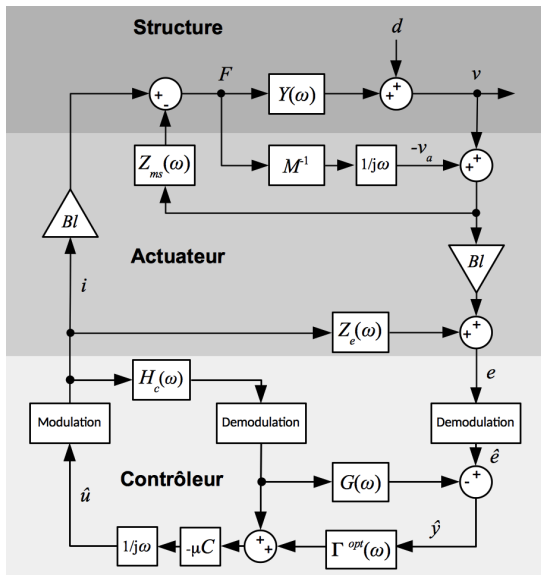 Structure
d
F
v
+ -
Y(ω)
+ +
Z_ms(ω)
M⁻¹
1/jω
-v_a
+ +
Bl
Bl
Actuateur
i
Z_e(ω)
+ +
e
H_c(ω)
Modulation
Demodulation
Demodulation
Contrôleur
ê
û
G(ω)
- +
ŷ
1/jω
-μC
+ +
Γ^opt(ω)